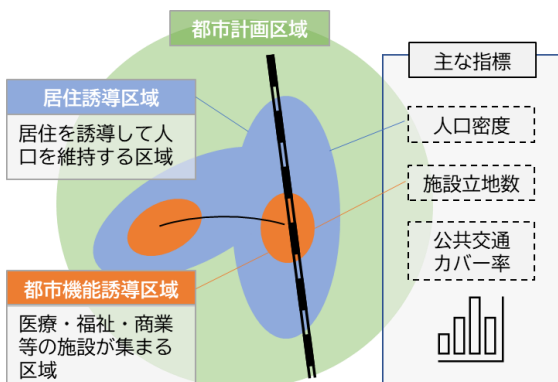 都市計画区域
居住誘導区域
居住を誘導して人
口を維持する区域
都市機能誘導区域
医療・福祉・商業
等の施設が集まる
区域
主な指標
人口密度
施設立地数
公共交通
カバー率